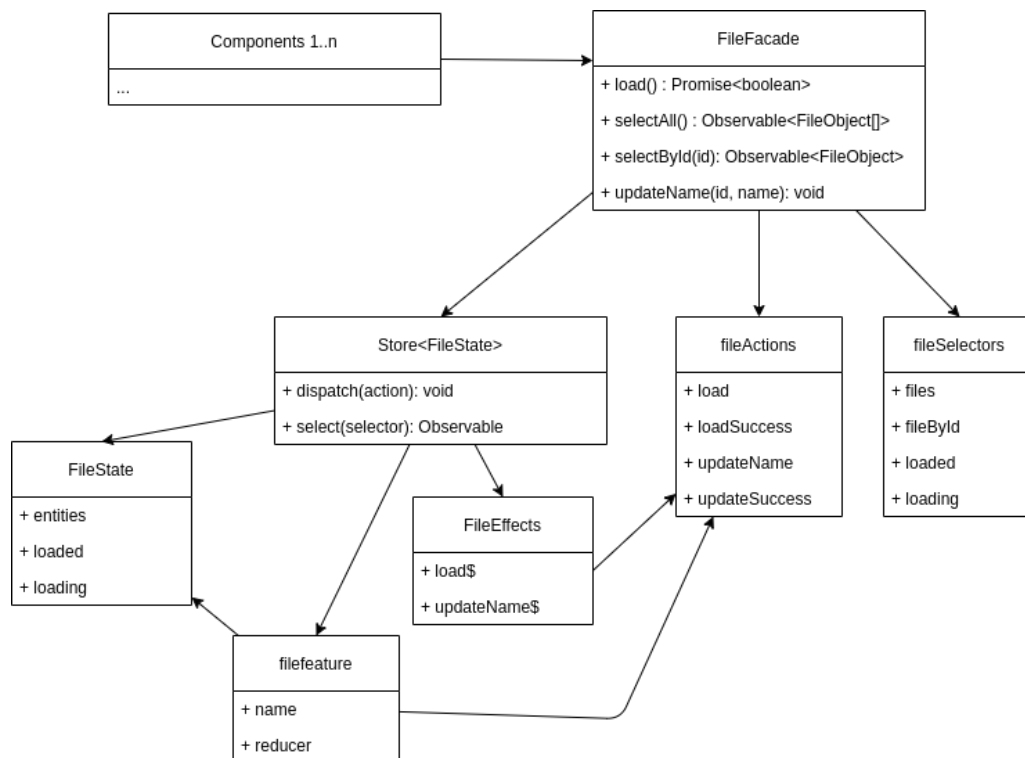 Components 1..n
...
FileFacade
+ load() : Promise<boolean>
+ selectAll() : Observable<FileObject[]>
+ selectById(id): Observable<FileObject>
+ updateName(id, name): void
Store<FileState>
+ dispatch(action): void
+ select(selector): Observable
fileActions
+ load
+ loadSuccess
+ updateName
+ updateSuccess
fileSelectors
+ files
+ fileById
+ loaded
+ loading
FileState
+ entities
+ loaded
+ loading
FileEffects
+ load$
+ updateName$
filefeature
+ name
+ reducer